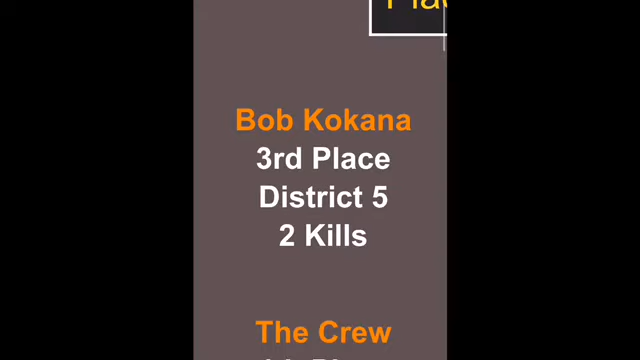 Bob Kokana
3rd Place
District 5
2 Kills
The Crew